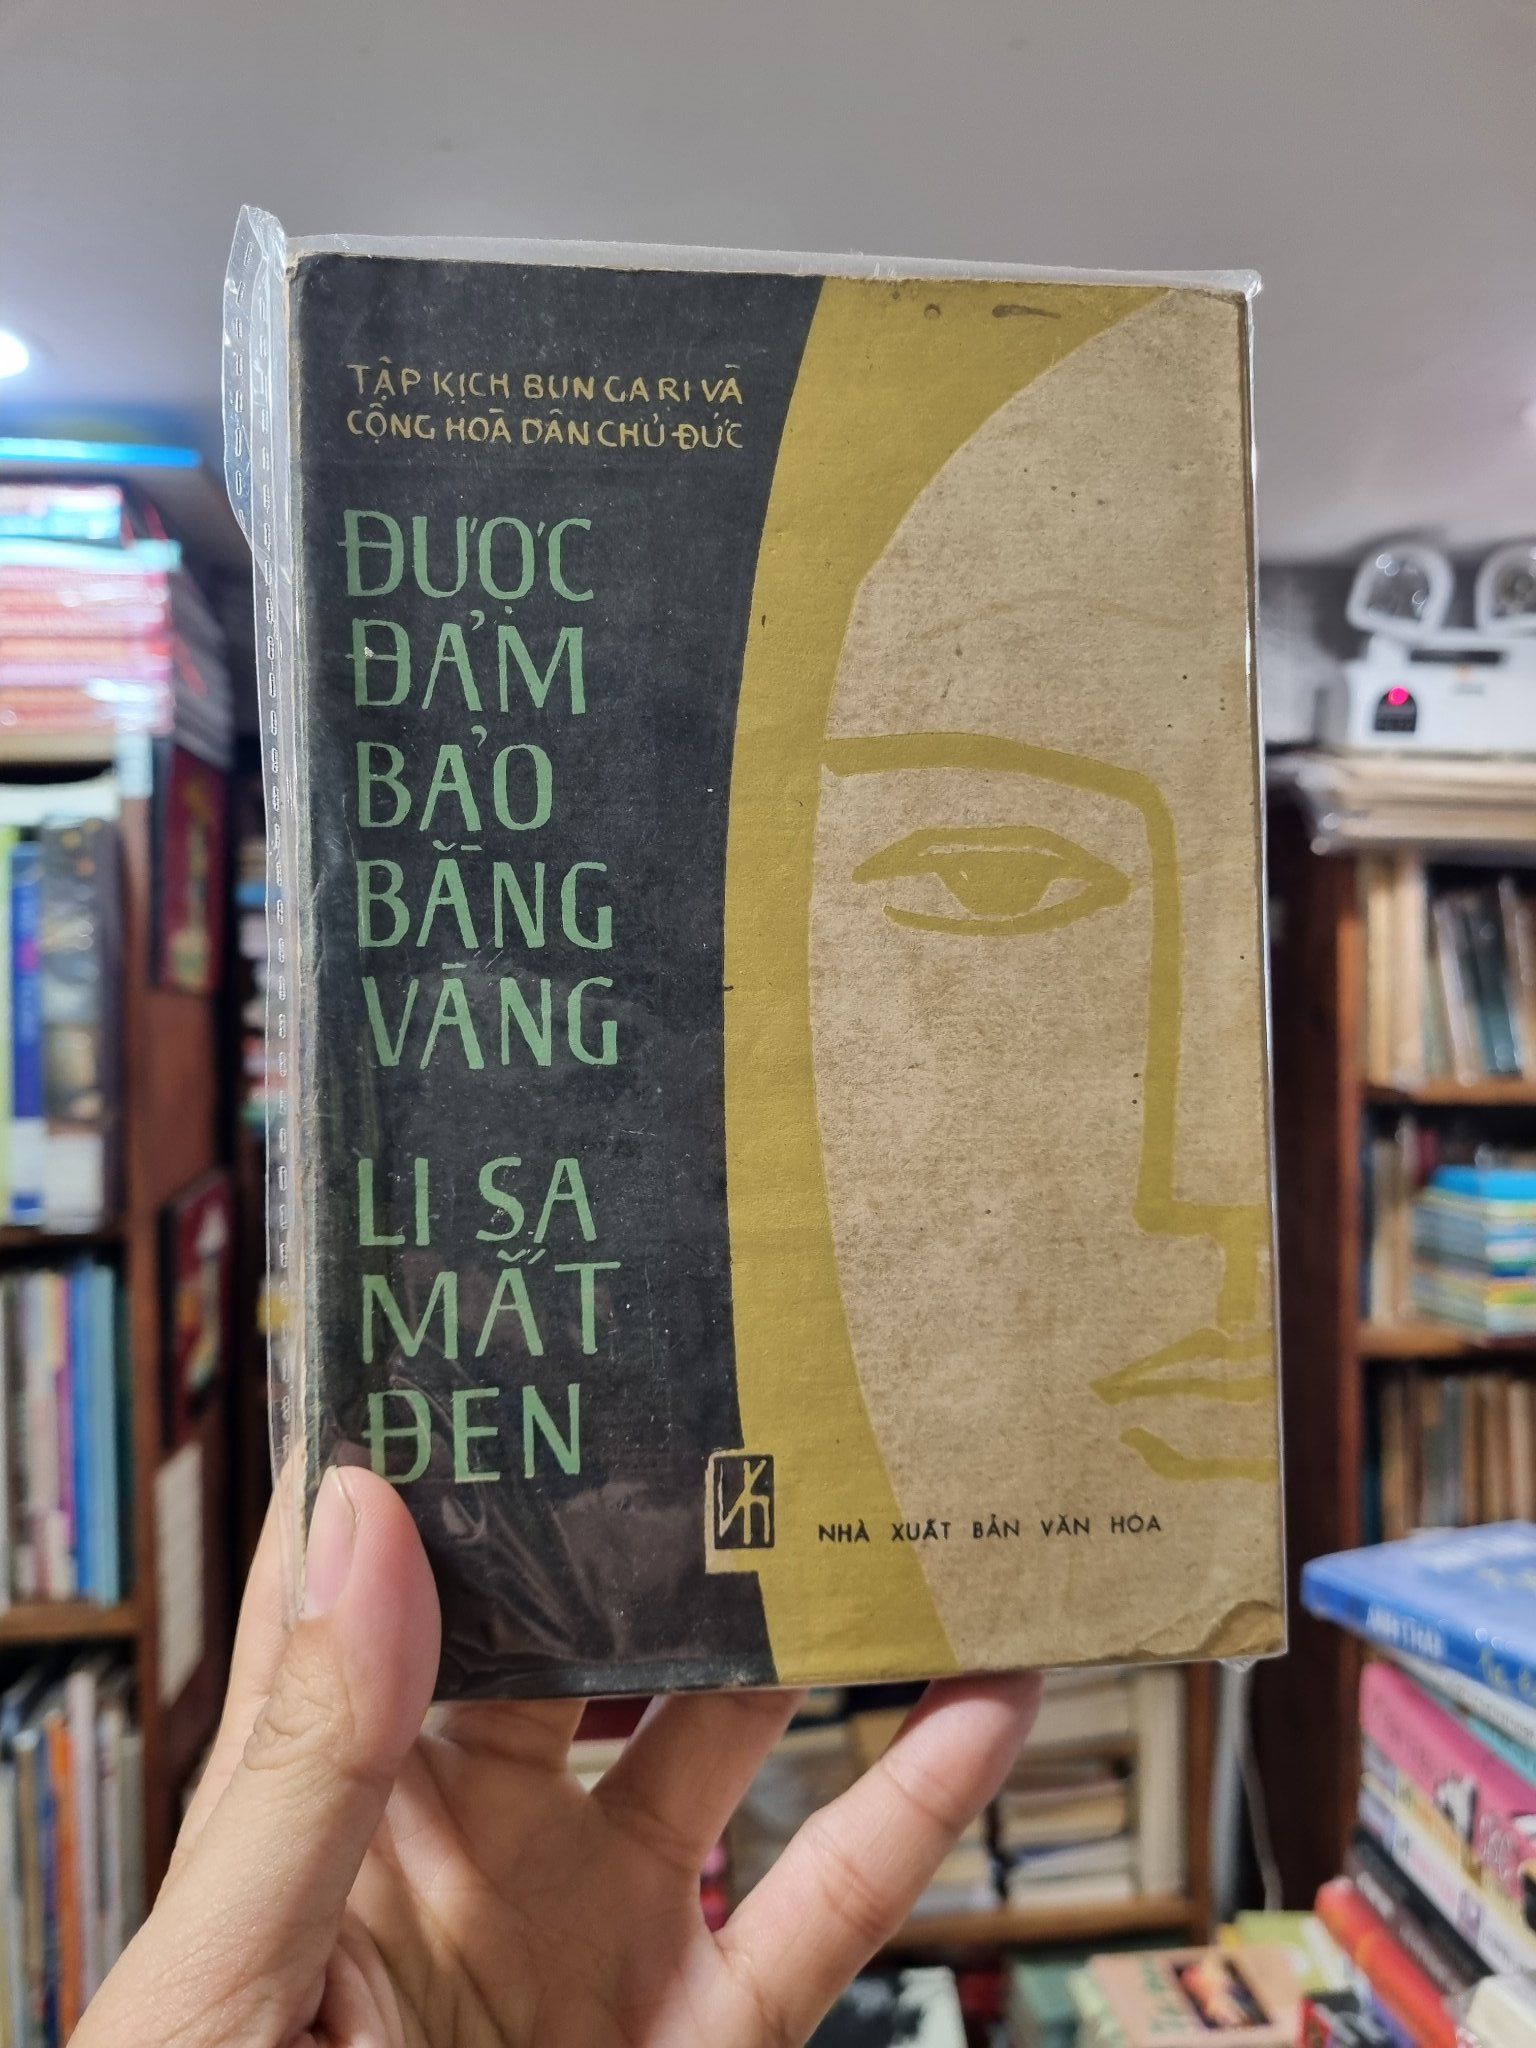 TẬP KỊCH BUN GA RI VÀ
CỘNG HOÀ DÂN CHỦ ĐỨC
ĐƯỢC
ĐẢM
BẢO
BẰNG
VÀNG
LI SA
MẮT
ĐEN
NHÀ XUẤT BẢN VĂN HÓA